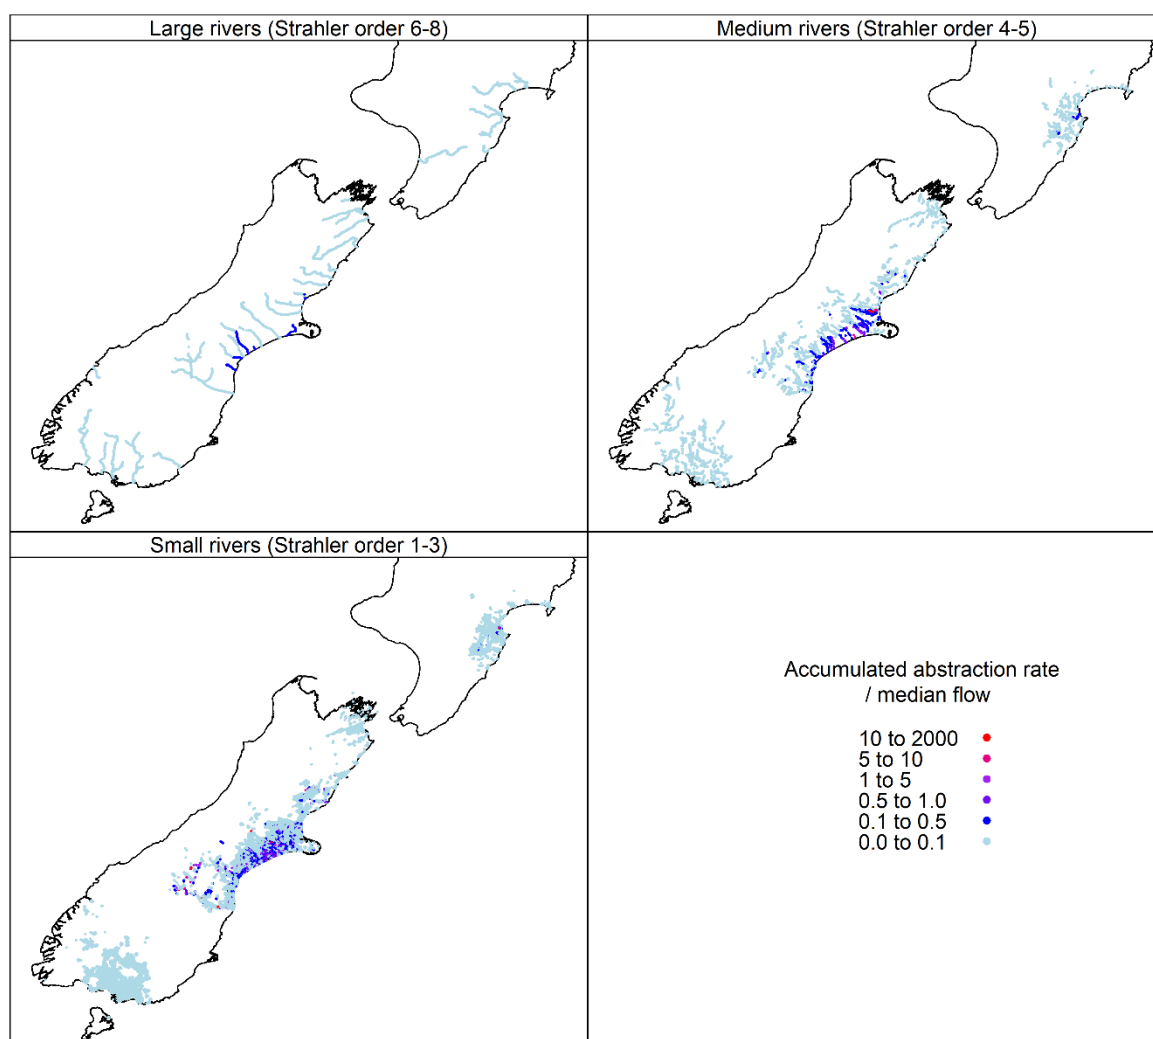 Large rivers (Strahler order 6-8)
Medium rivers (Strahler order 4-5)
Small rivers (Strahler order 1-3)
Accumulated abstraction rate
/ median flow
10 to 2000
5 to 10
1 to 5
0.5 to 1.0
0.1 to 0.5
0.0 to 0.1